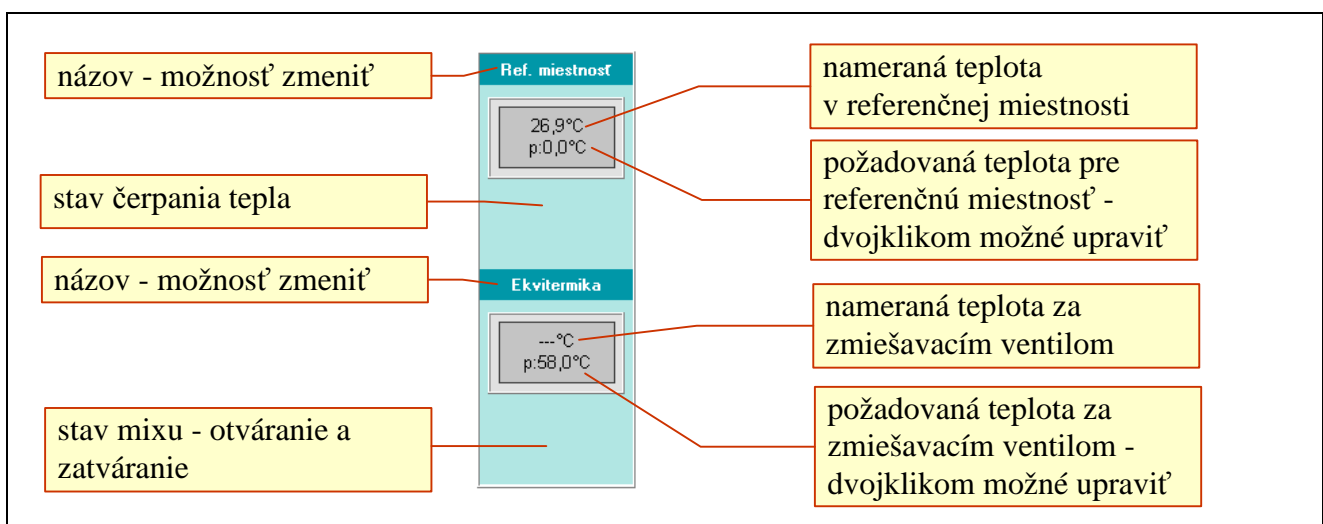 názov - možnosť zmeniť
stav čerpania tepla
názov - možnosť zmeniť
stav mixu - otváranie a
zatváranie
Ref. miestnosť
26,9°C
p:0,0°C
Ekvitermika
---°C
p:58,0°C
nameraná teplota
v referenčnej miestnosti
požadovaná teplota pre
referenčnú miestnosť -
dvojklikom možné upraviť
nameraná teplota za
zmiešavacím ventilom
požadovaná teplota za
zmiešavacím ventilom -
dvojklikom možné upraviť